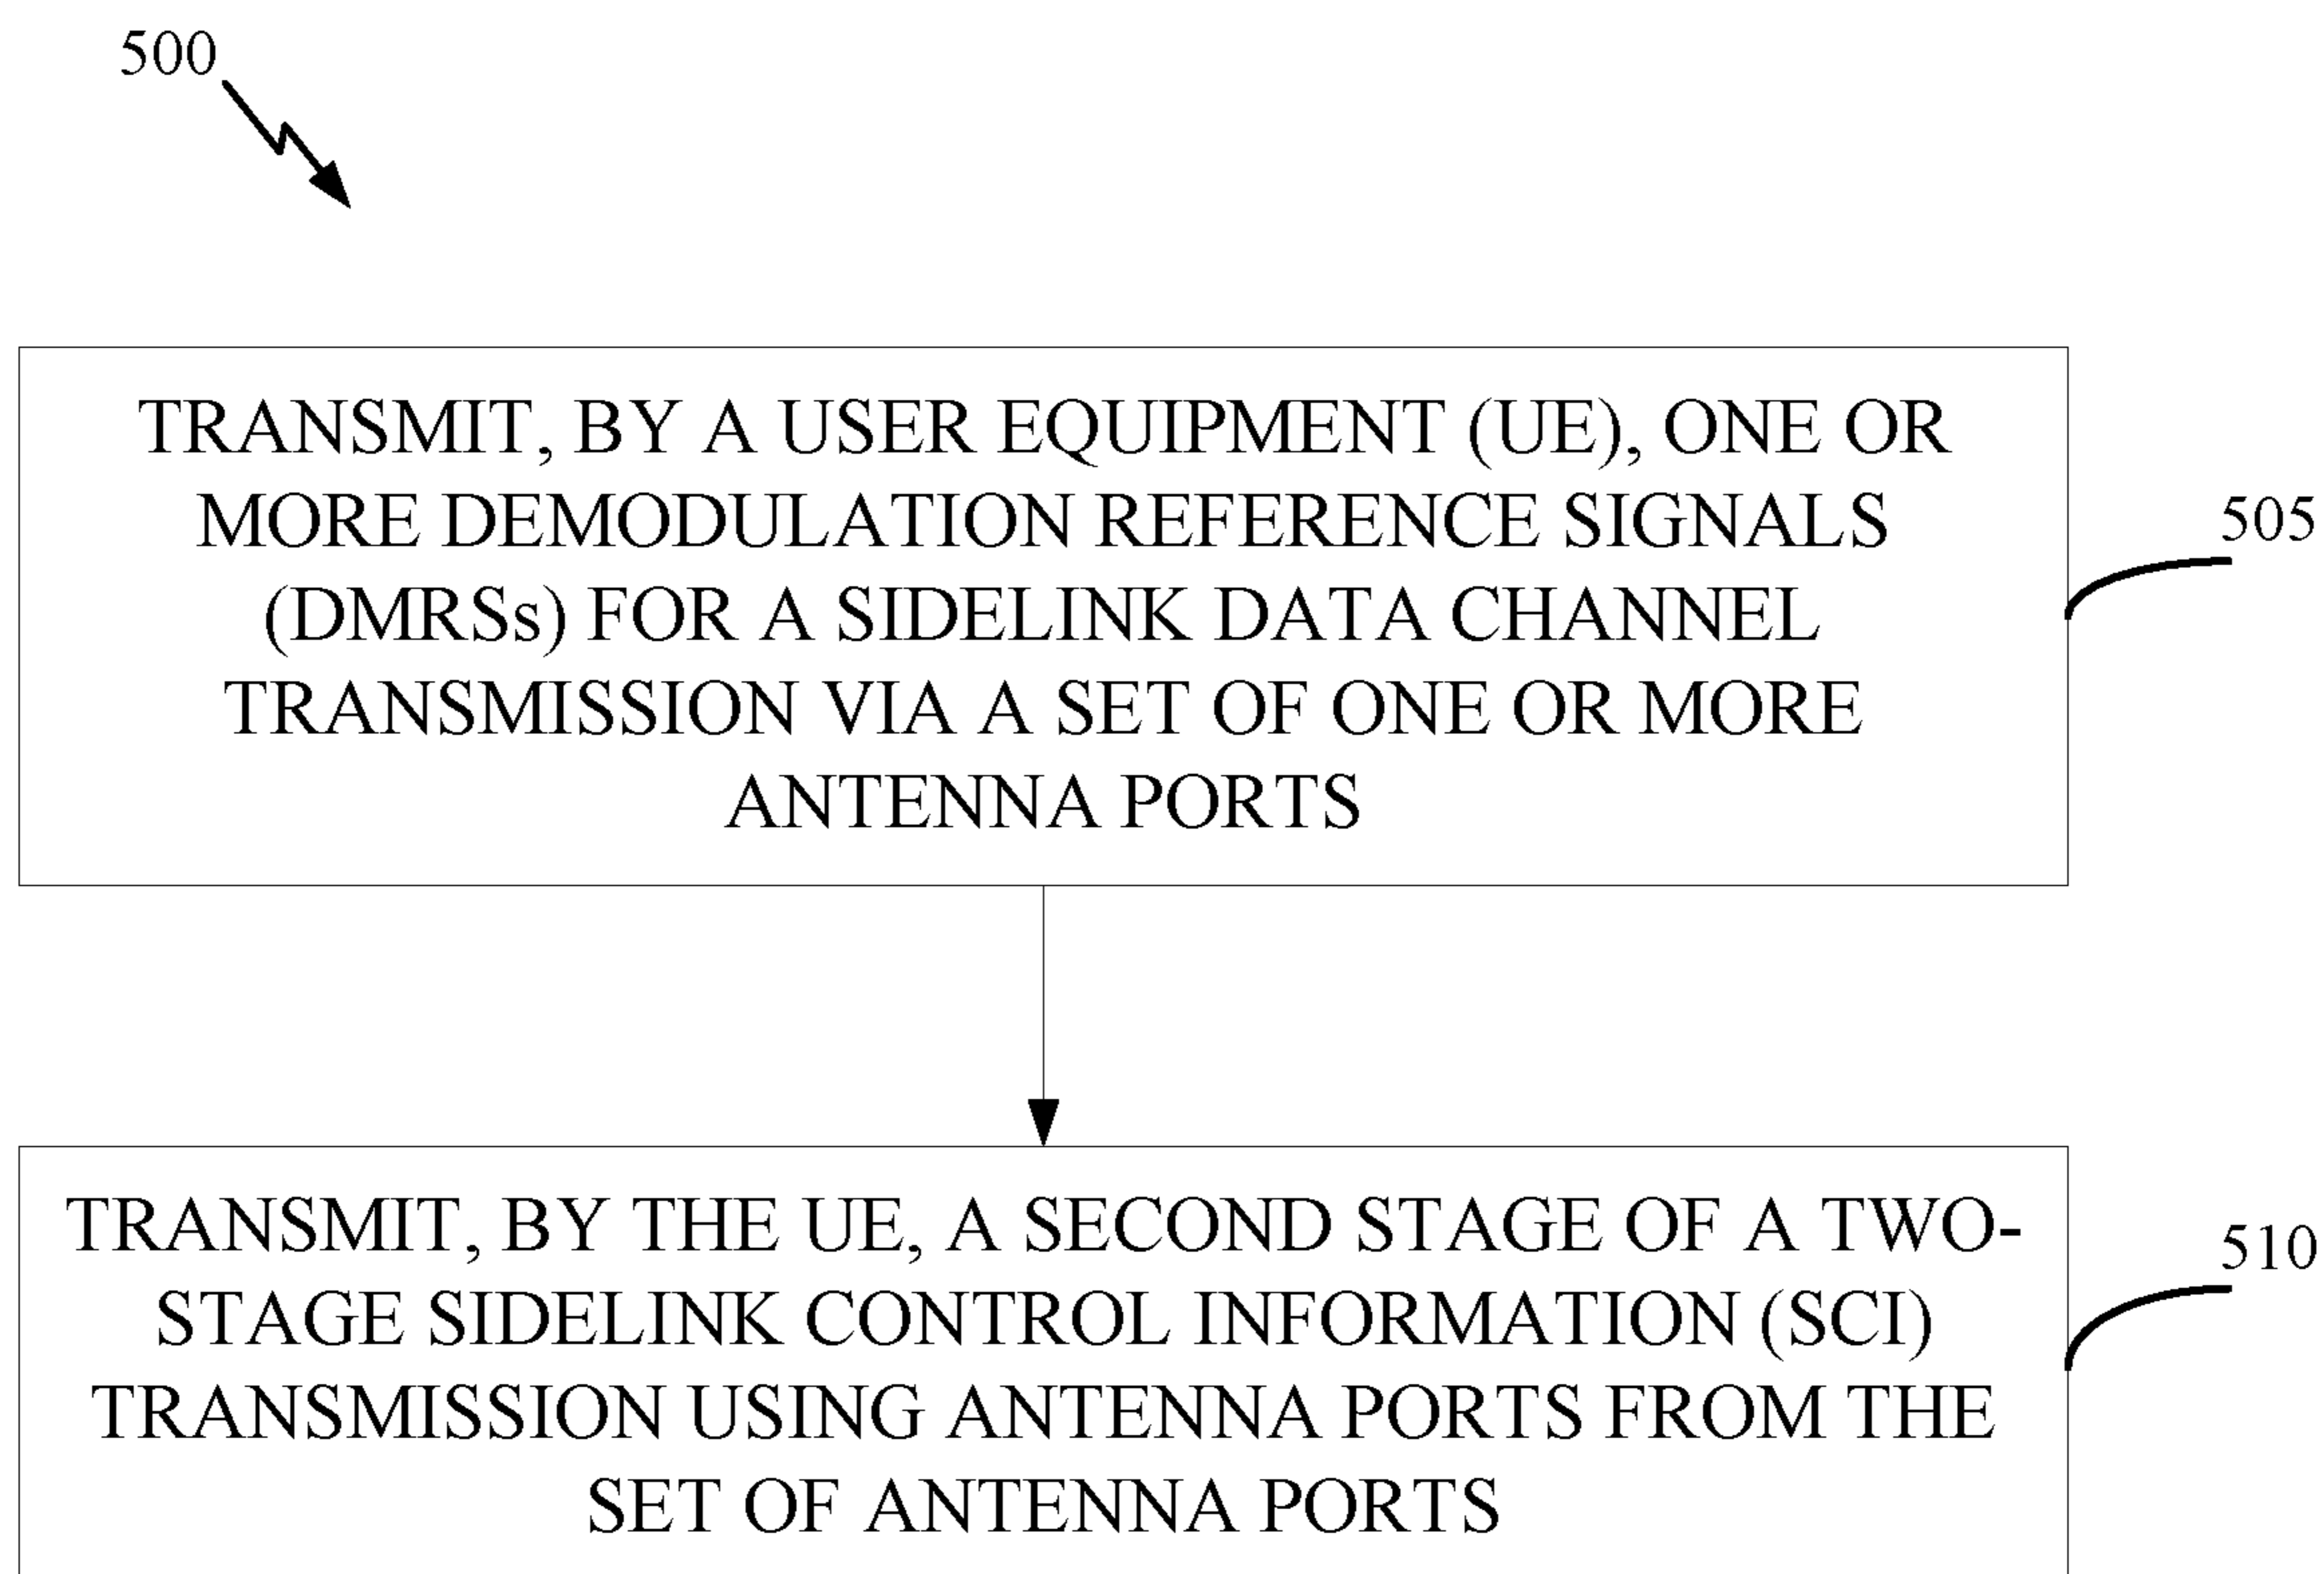 500
TRANSMIT, BY A USER EQUIPMENT (UE), ONE OR
MORE DEMODULATION REFERENCE SIGNALS
(DMRSs) FOR A SIDELINK DATA CHANNEL
TRANSMISSION VIA A SET OF ONE OR MORE
ANTENNA PORTS
505
TRANSMIT, BY THE UE, A SECOND STAGE OF A TWO-
STAGE SIDELINK CONTROL INFORMATION (SCI)
TRANSMISSION USING ANTENNA PORTS FROM THE
SET OF ANTENNA PORTS
510